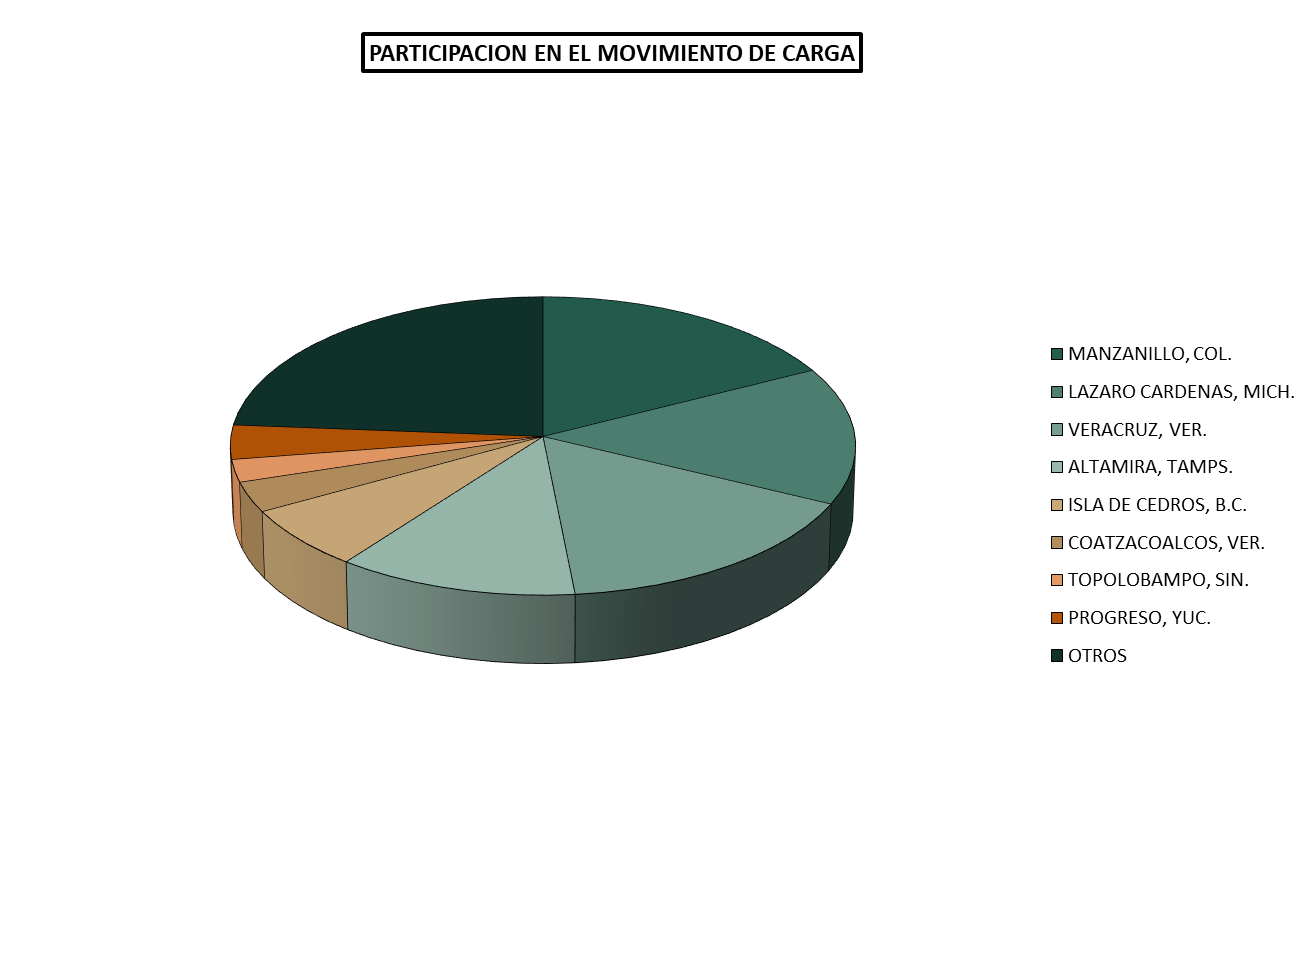 PARTICIPACION EN EL MOVIMIENTO DE CARGA
MANZANILLO, COL.
LAZARO CARDENAS, MICH.
VERACRUZ, VER.
ALTAMIRA, TAMPS.
ISLA DE CEDROS, B.C.
COATZACOALCOS, VER.
TOPOLOBAMPO, SIN.
PROGRESO, YUC.
OTROS